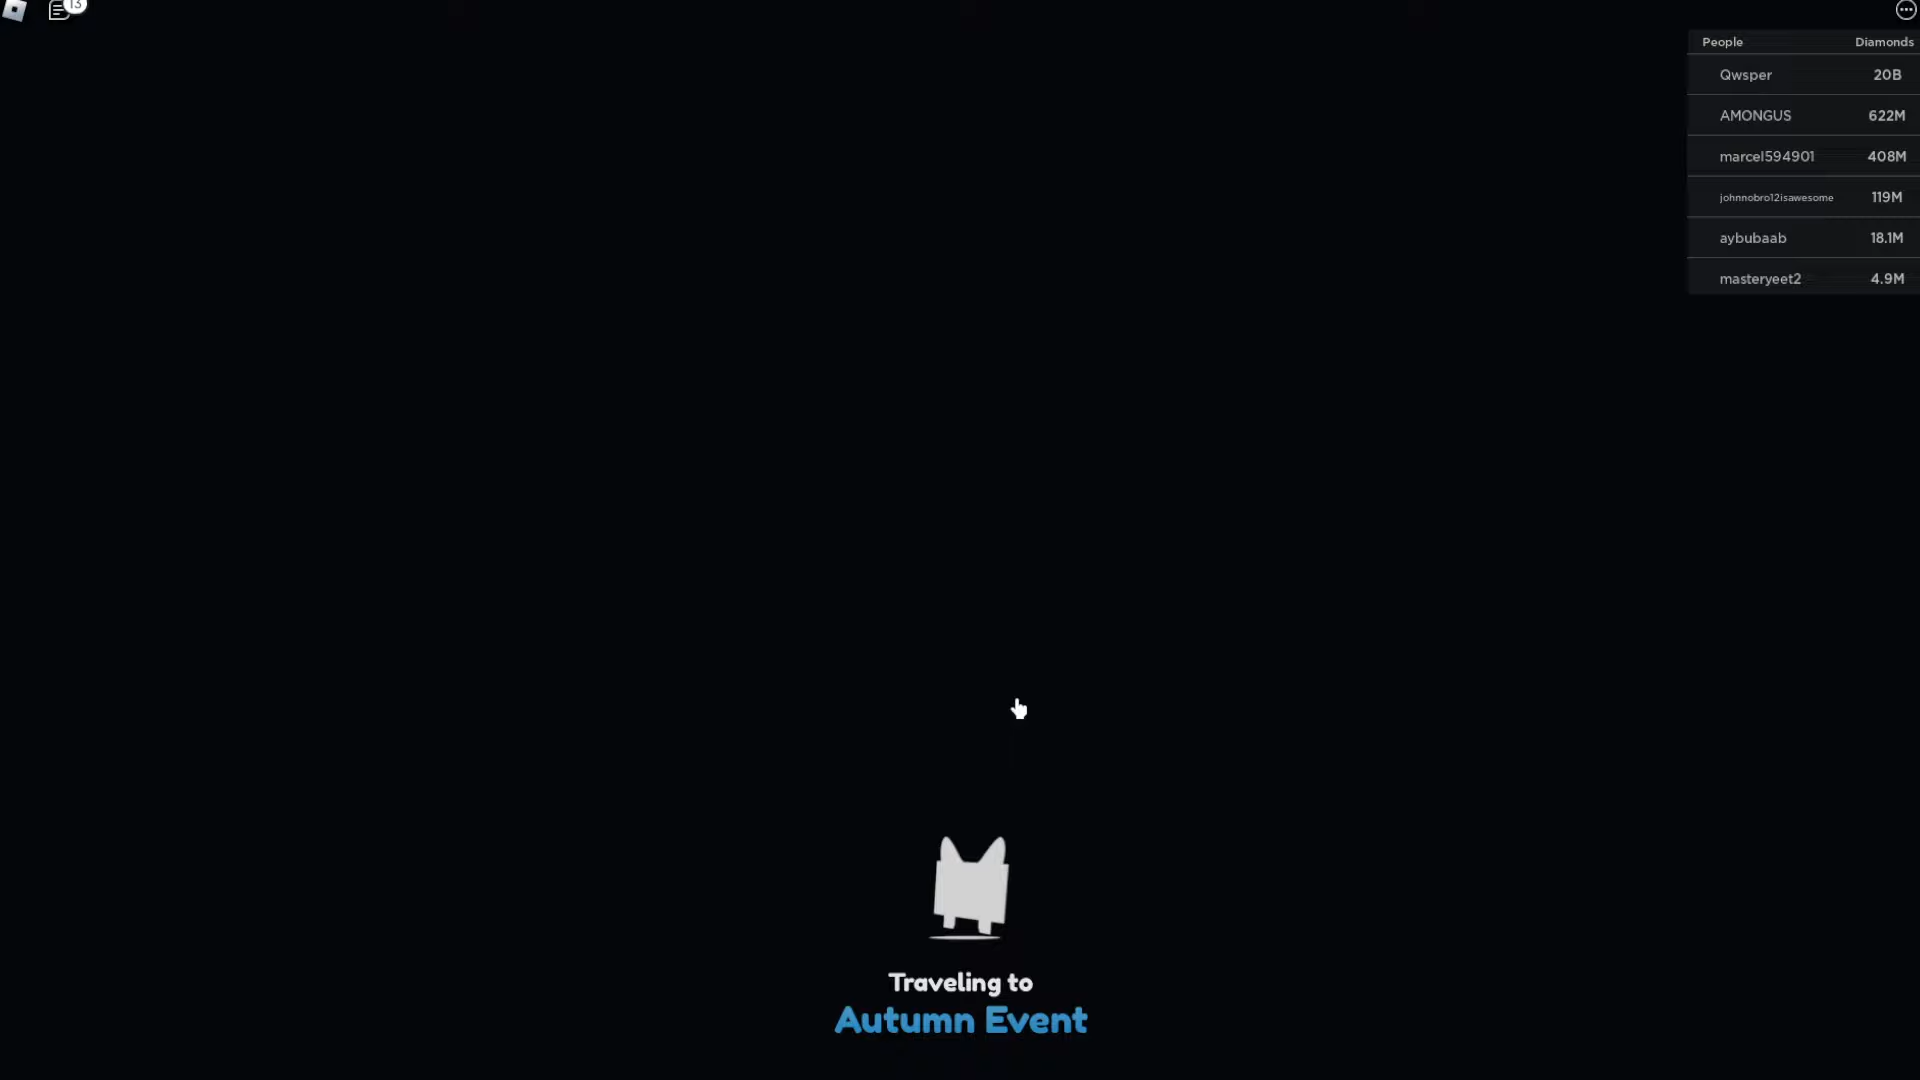 13
People Diamonds
Qwsper 20B
AMONGUS 622M
marcel594901 408M
johnnobro12isawesome 119M
aybubaab 18.1M
masteryeet2 4.9M
Traveling to
Autumn Event